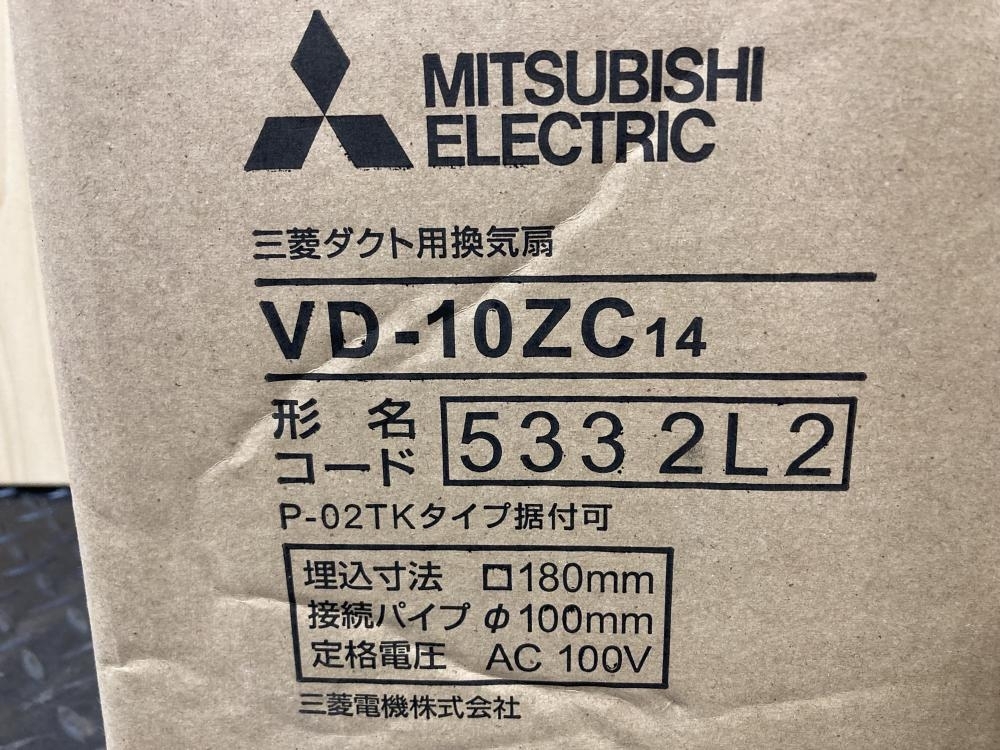 MITSUBISHI
ELECTRIC
三菱ダクト用換気扇
VD-10ZC14
形名
コード 5332L2
P-02TKタイプ据付可
埋込寸法 □180mm
接続パイプ φ100mm
定格電圧 AC 100V
三菱電機株式会社